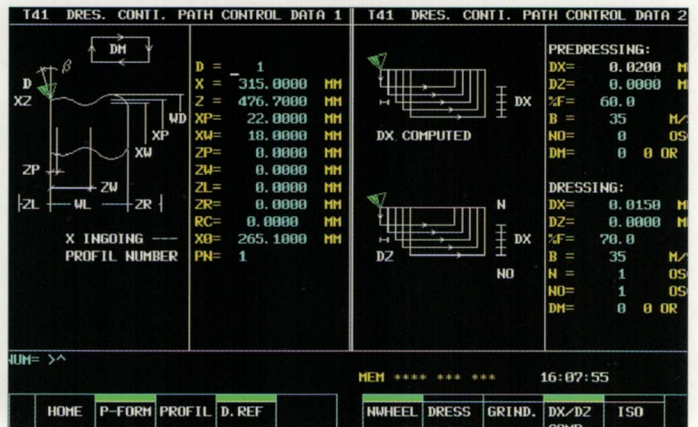 T41 DRES. CONTI. PATH CONTROL DATA 1
DM
β
D
XZ
WD
XP
XW
ZP
ZW
ZL
WL
ZR
X INGOING ---
PROFIL NUMBER
D = 1
X = 315.0000 MM
Z = 476.7000 MM
XP= 22.0000 MM
XW= 18.0000 MM
ZP= 0.0000 MM
ZW= 0.0000 MM
ZL= 0.0000 MM
ZR= 0.0000 MM
RC= 0.0000 MM
X0= 265.1000 MM
PN= 1
T41 DRES. CONTI. PATH CONTROL DATA 2
DX
DX COMPUTED
N
DX
DZ
NO
PREDRESSING:
DX= 0.0200 M
DZ= 0.0000 M
%F= 60.0
B = 35 M/
NO= 0 OS
DM= 0 0 OR
DRESSING:
DX= 0.0150 M
DZ= 0.0000 M
%F= 70.0
B = 35 M/
N = 1 OS
NO= 1 OS
DM= 0 0 OR
NUM= >^
MEM **** *** *** 16:07:55
HOME P-FORM PROFIL D.REF
NWHEEL DRESS GRIND. DX/DZ ISO